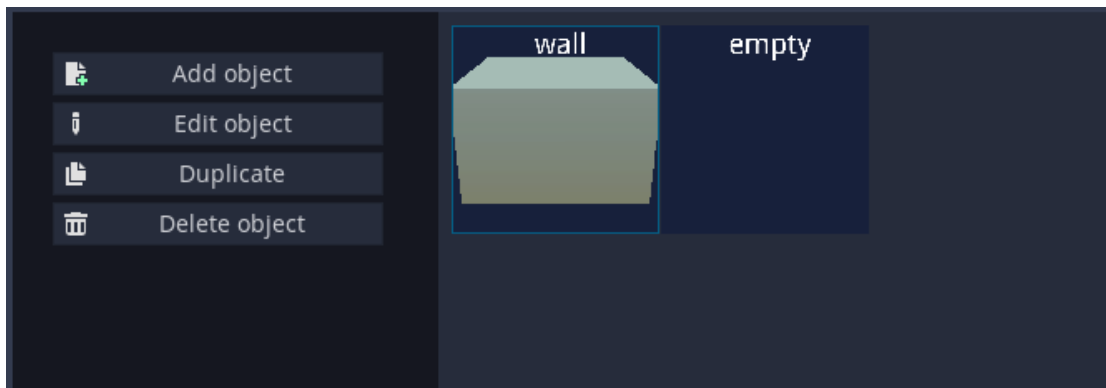 Add object
Edit object
Duplicate
Delete object
wall
empty